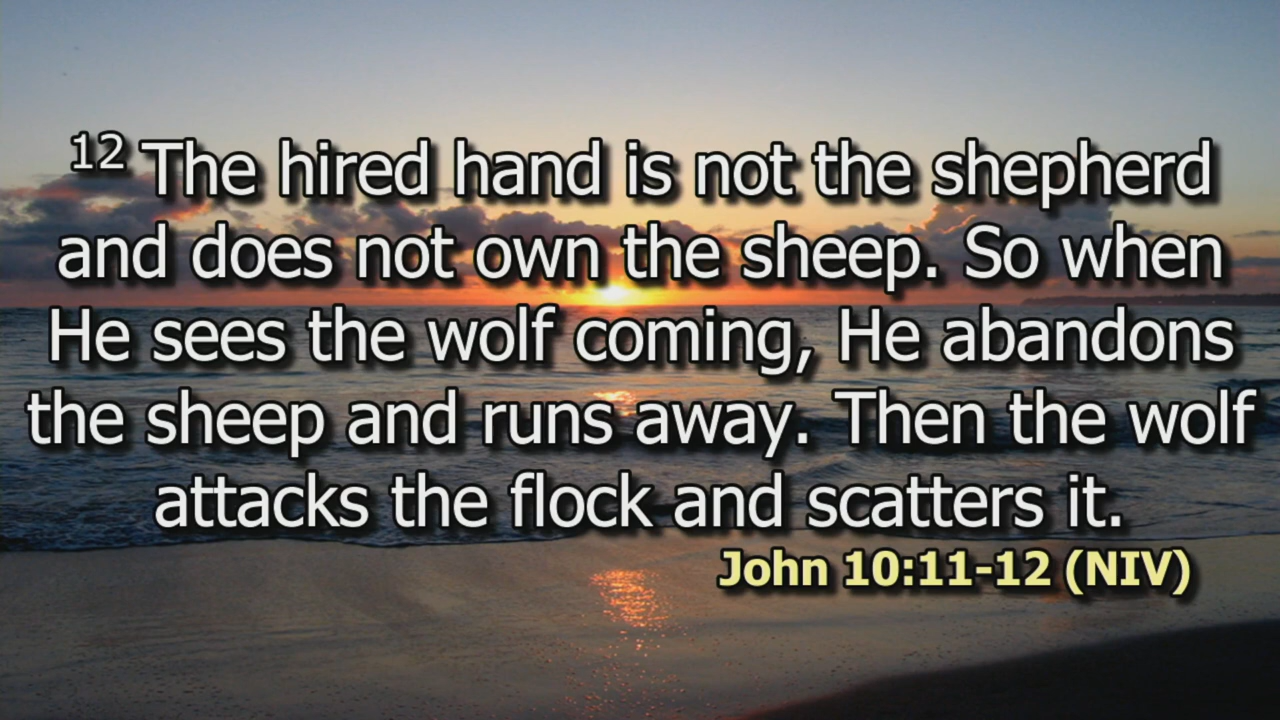 12 The hired hand is not the shepherd
and does not own the sheep. So when
He sees the wolf coming, He abandons
the sheep and runs away. Then the wolf
attacks the flock and scatters it.
John 10:11-12 (NIV)